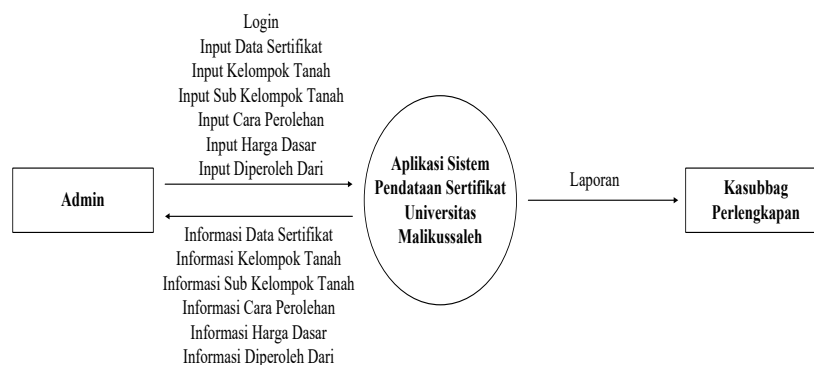 Login
Input Data Sertifikat
Input Kelompok Tanah
Input Sub Kelompok Tanah
Input Cara Perolehan
Input Harga Dasar
Input Diperoleh Dari
Admin
Informasi Data Sertifikat
Informasi Kelompok Tanah
Informasi Sub Kelompok Tanah
Informasi Cara Perolehan
Informasi Harga Dasar
Informasi Diperoleh Dari
Aplikasi Sistem
Pendataan Sertifikat
Universitas
Malikussaleh
Laporan
Kasubbag
Perlengkapan